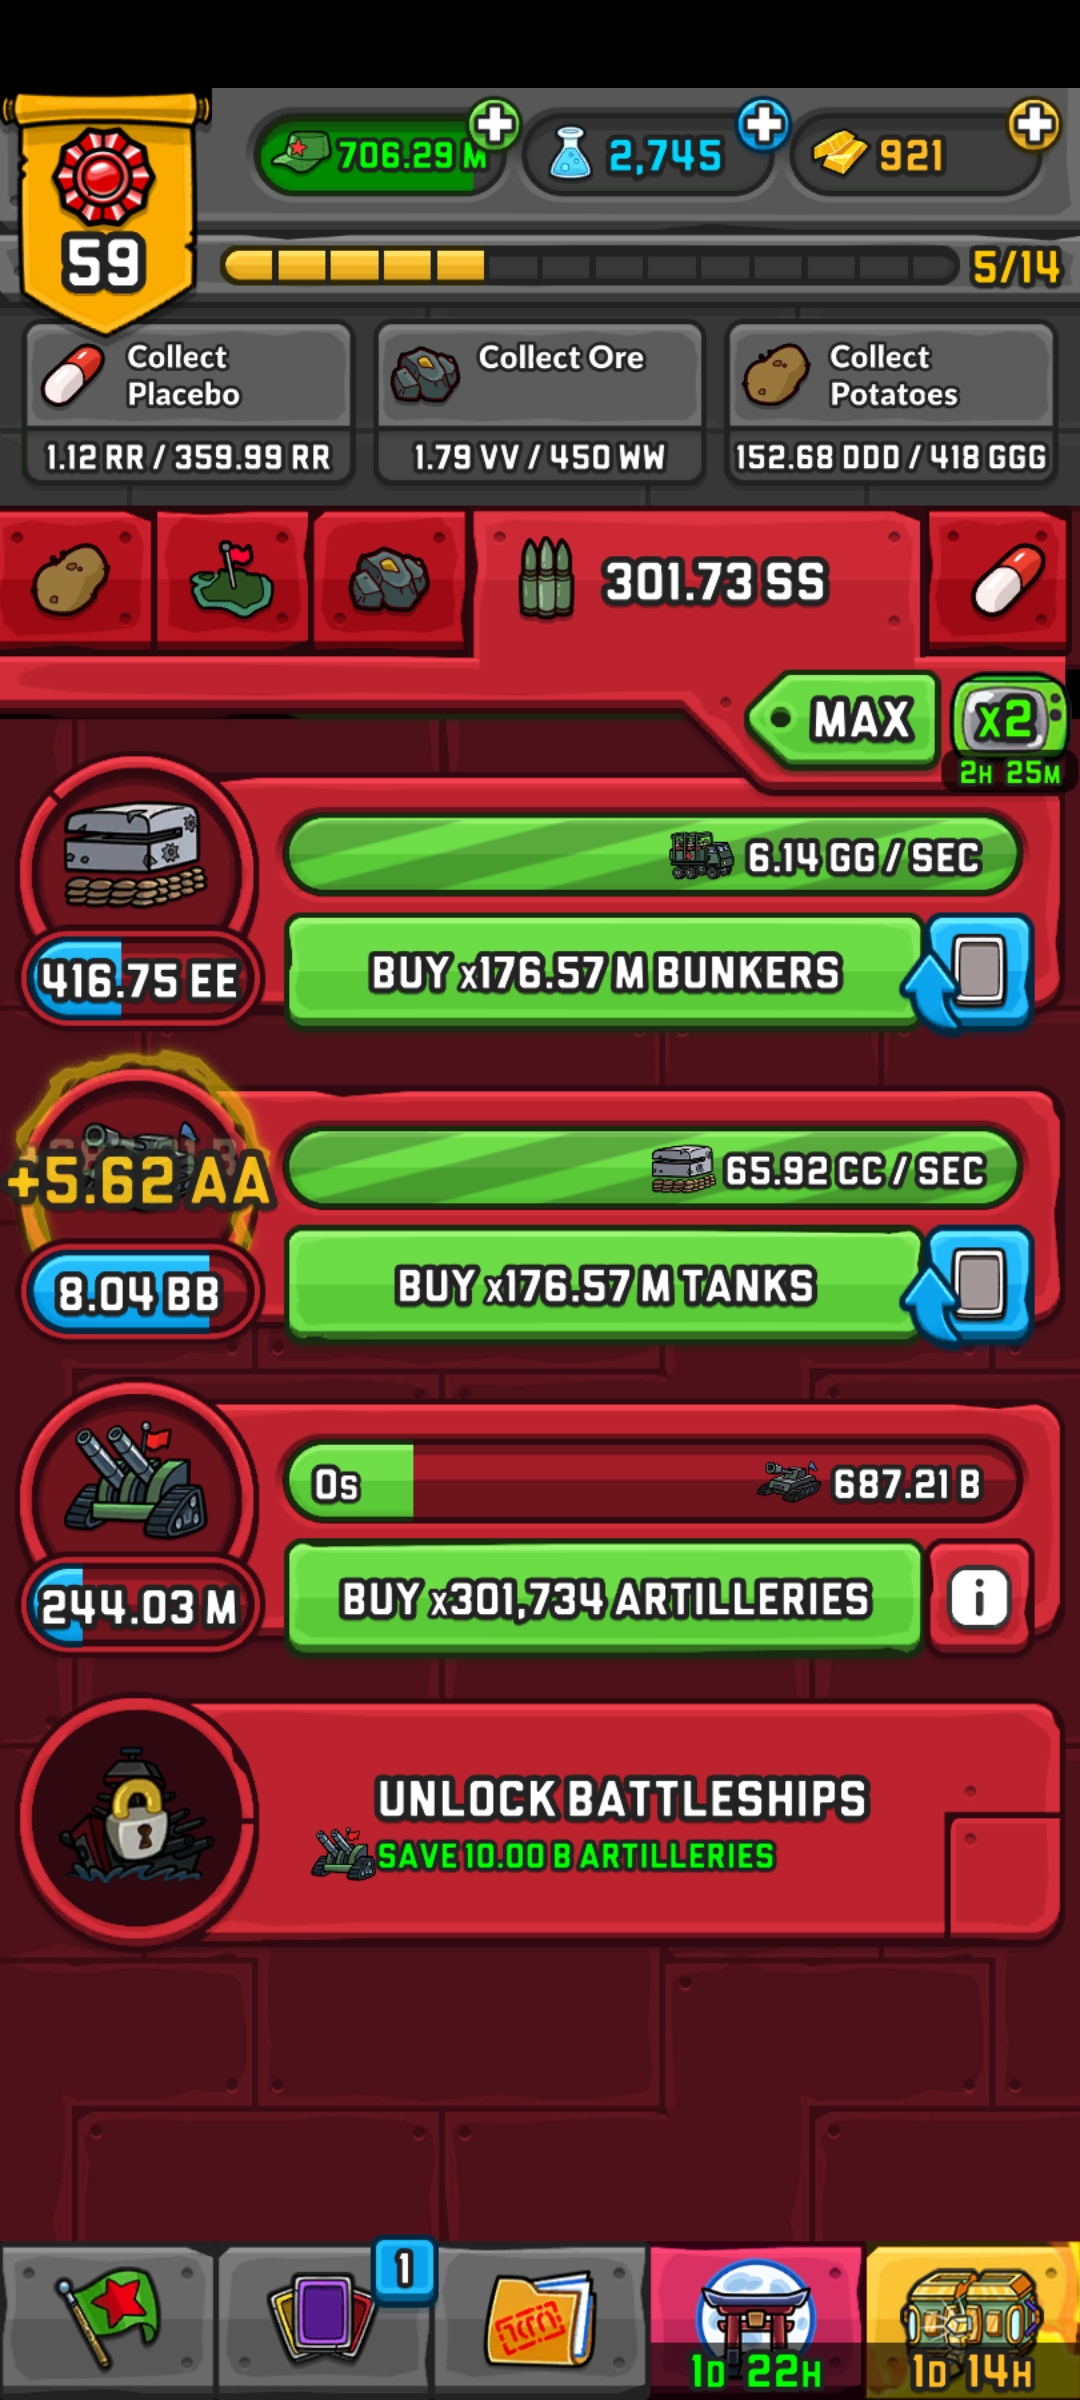 706.29 M
2,745
921
59
5/14
Collect
Placebo
1.12 RR / 359.99 RR
Collect Ore
1.79 VV / 450 WW
Collect
Potatoes
152.68 DDD / 418 GGG
301.73 SS
MAX
x2
2H 25M
6.14 GG / SEC
416.75 EE
BUY x176.57 M BUNKERS
+5.62 AA
65.92 CC / SEC
8.04 BB
BUY x176.57 M TANKS
0s
687.21 B
244.03 M
BUY x301,734 ARTILLERIES
i
UNLOCK BATTLESHIPS
SAVE 10.00 B ARTILLERIES
1
1D 22H
1D 14H